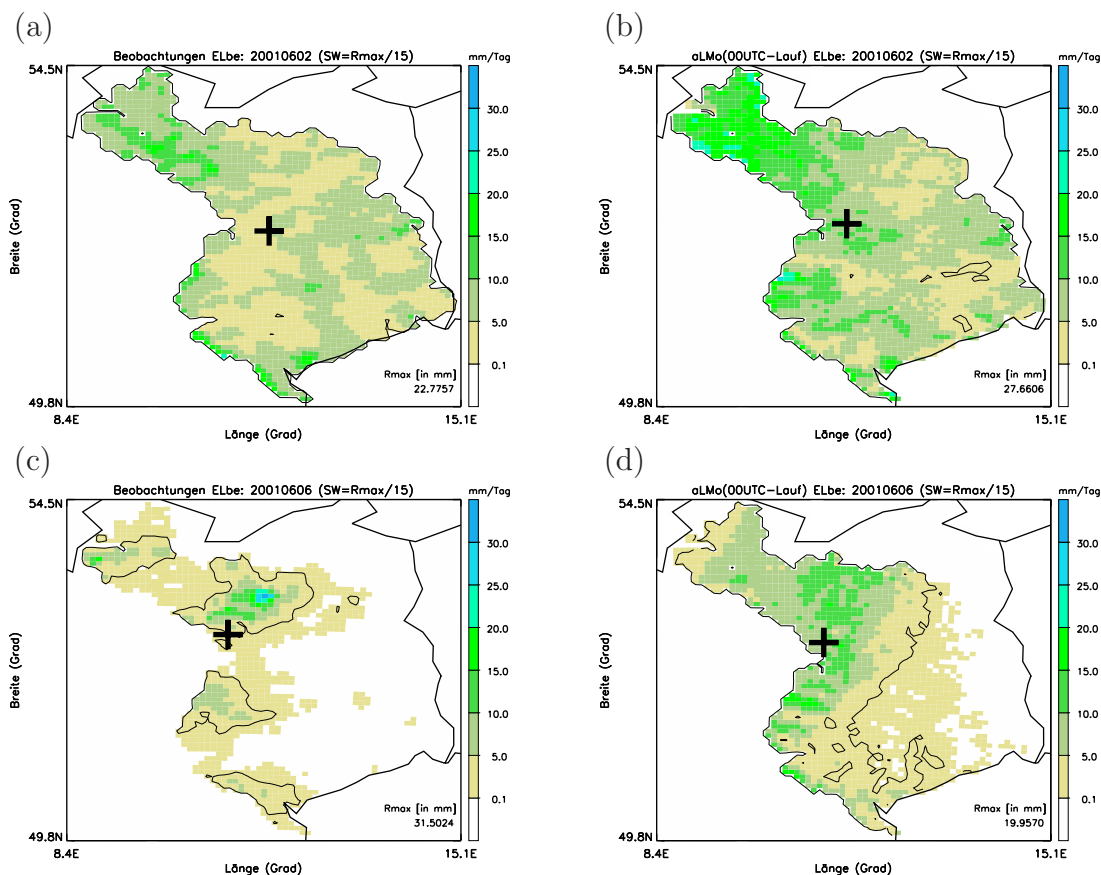 (a)
Beobachtungen ELbe: 20010602 (SW=Rmax/15)
mm/Tag
54.5N
30.0
25.0
20.0
15.0
10.0
5.0
0.1
Breite (Grad)
Rmax [in mm]
22.7757
49.8N
8.4E
15.1E
Länge (Grad)
(b)
aLMo(00UTC-Lauf) ELbe: 20010602 (SW=Rmax/15)
mm/Tag
54.5N
30.0
25.0
20.0
15.0
10.0
5.0
0.1
Breite (Grad)
Rmax [in mm]
27.6606
49.8N
8.4E
15.1E
Länge (Grad)
(c)
Beobachtungen ELbe: 20010606 (SW=Rmax/15)
mm/Tag
54.5N
30.0
25.0
20.0
15.0
10.0
5.0
0.1
Breite (Grad)
Rmax [in mm]
31.5024
49.8N
8.4E
15.1E
Länge (Grad)
(d)
aLMo(00UTC-Lauf) ELbe: 20010606 (SW=Rmax/15)
mm/Tag
54.5N
30.0
25.0
20.0
15.0
10.0
5.0
0.1
Breite (Grad)
Rmax [in mm]
19.9570
49.8N
8.4E
15.1E
Länge (Grad)